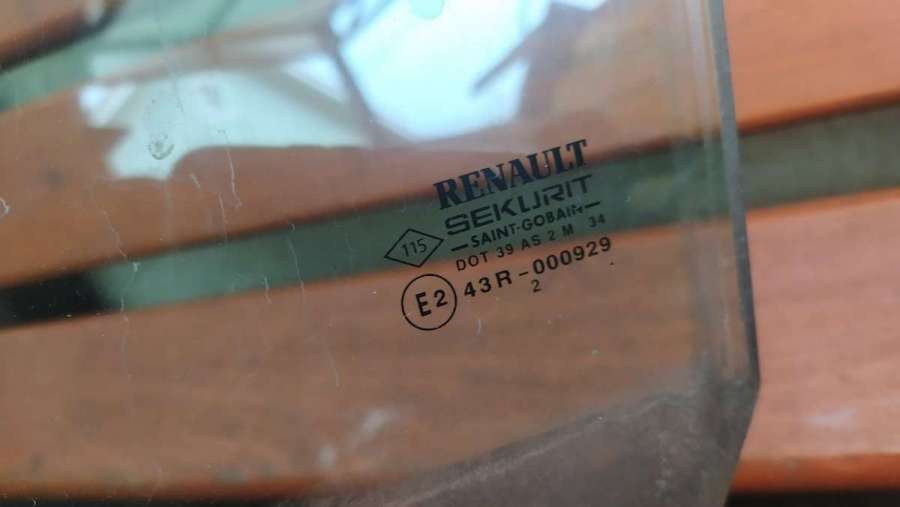 RENAULT
SEKURIT
-SAINT-GOBAIN-
115
DOT 39 AS 2 M 34
E2 43R-000929
2